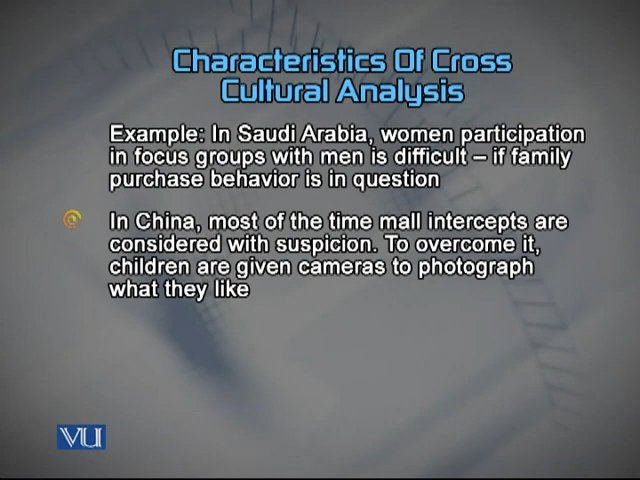 Characteristics Of Cross
Cultural Analysis
Example: In Saudi Arabia, women participation
in focus groups with men is difficult – if family
purchase behavior is in question
In China, most of the time mall intercepts are
considered with suspicion. To overcome it,
children are given cameras to photograph
what they like
VU